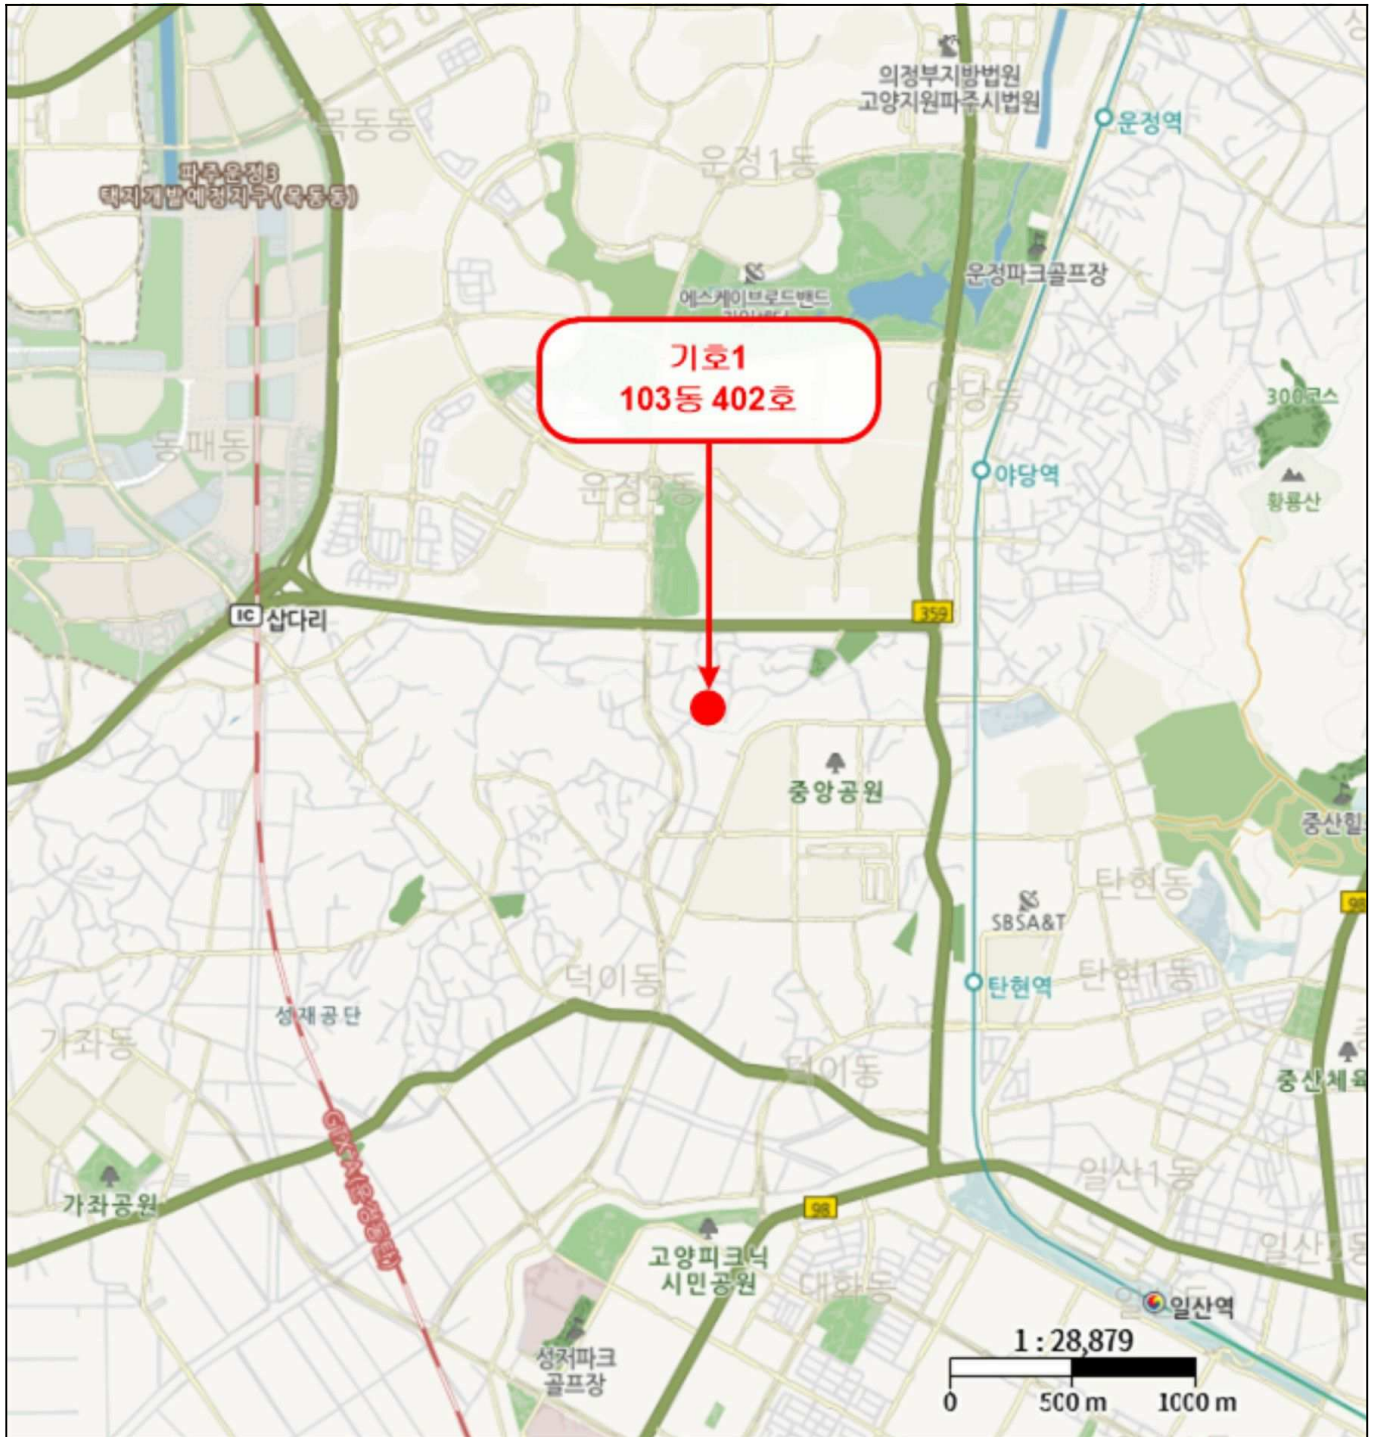 의정부지방법원
고양지원파주시법원
운정역
목동동
운정1동
파주운정3
택지개발예정지구(목동동)
운정파크골프장
에스케이브로드밴드
기호1
103동 402호
야당동
300코스
동패동
야당역
운정3동
황룡산
359
IC 삽다리
중앙공원
중산힐
탄현동
98
SBSA&T
덕이동
탄현1동
탄현역
성재공단
가좌동
덕이동
중산체육
일산1동
가좌공원
98
고양피크닉
시민공원
대화동
일산2동
일산역
1 : 28,879
성저파크
골프장
0 500 m 1000 m